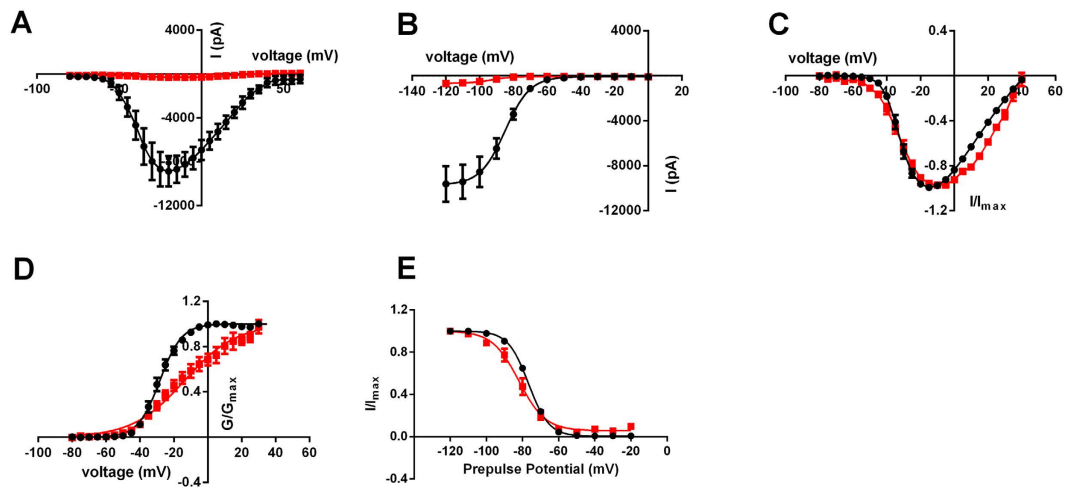 A
4000
I (pA)
voltage (mV)
-100
50
-4000
-12000
B
4000
voltage (mV)
-140 -120 -100 -80 -60 -40 -20 20
-4000
-8000
-12000
I (pA)
C
0.4
voltage (mV)
-100 -80 -60 -40 -20 20 40 60
-0.4
-0.8
-1.2
I/Imax
D
1.2
0.8
0.4
G/Gmax
-100 -80 -60 -40 -20 20 40 60
voltage (mV)
-0.4
E
1.2
0.8
0.4
0.0
-0.4
I/Imax
-120 -100 -80 -60 -40 -20 0
Prepulse Potential (mV)